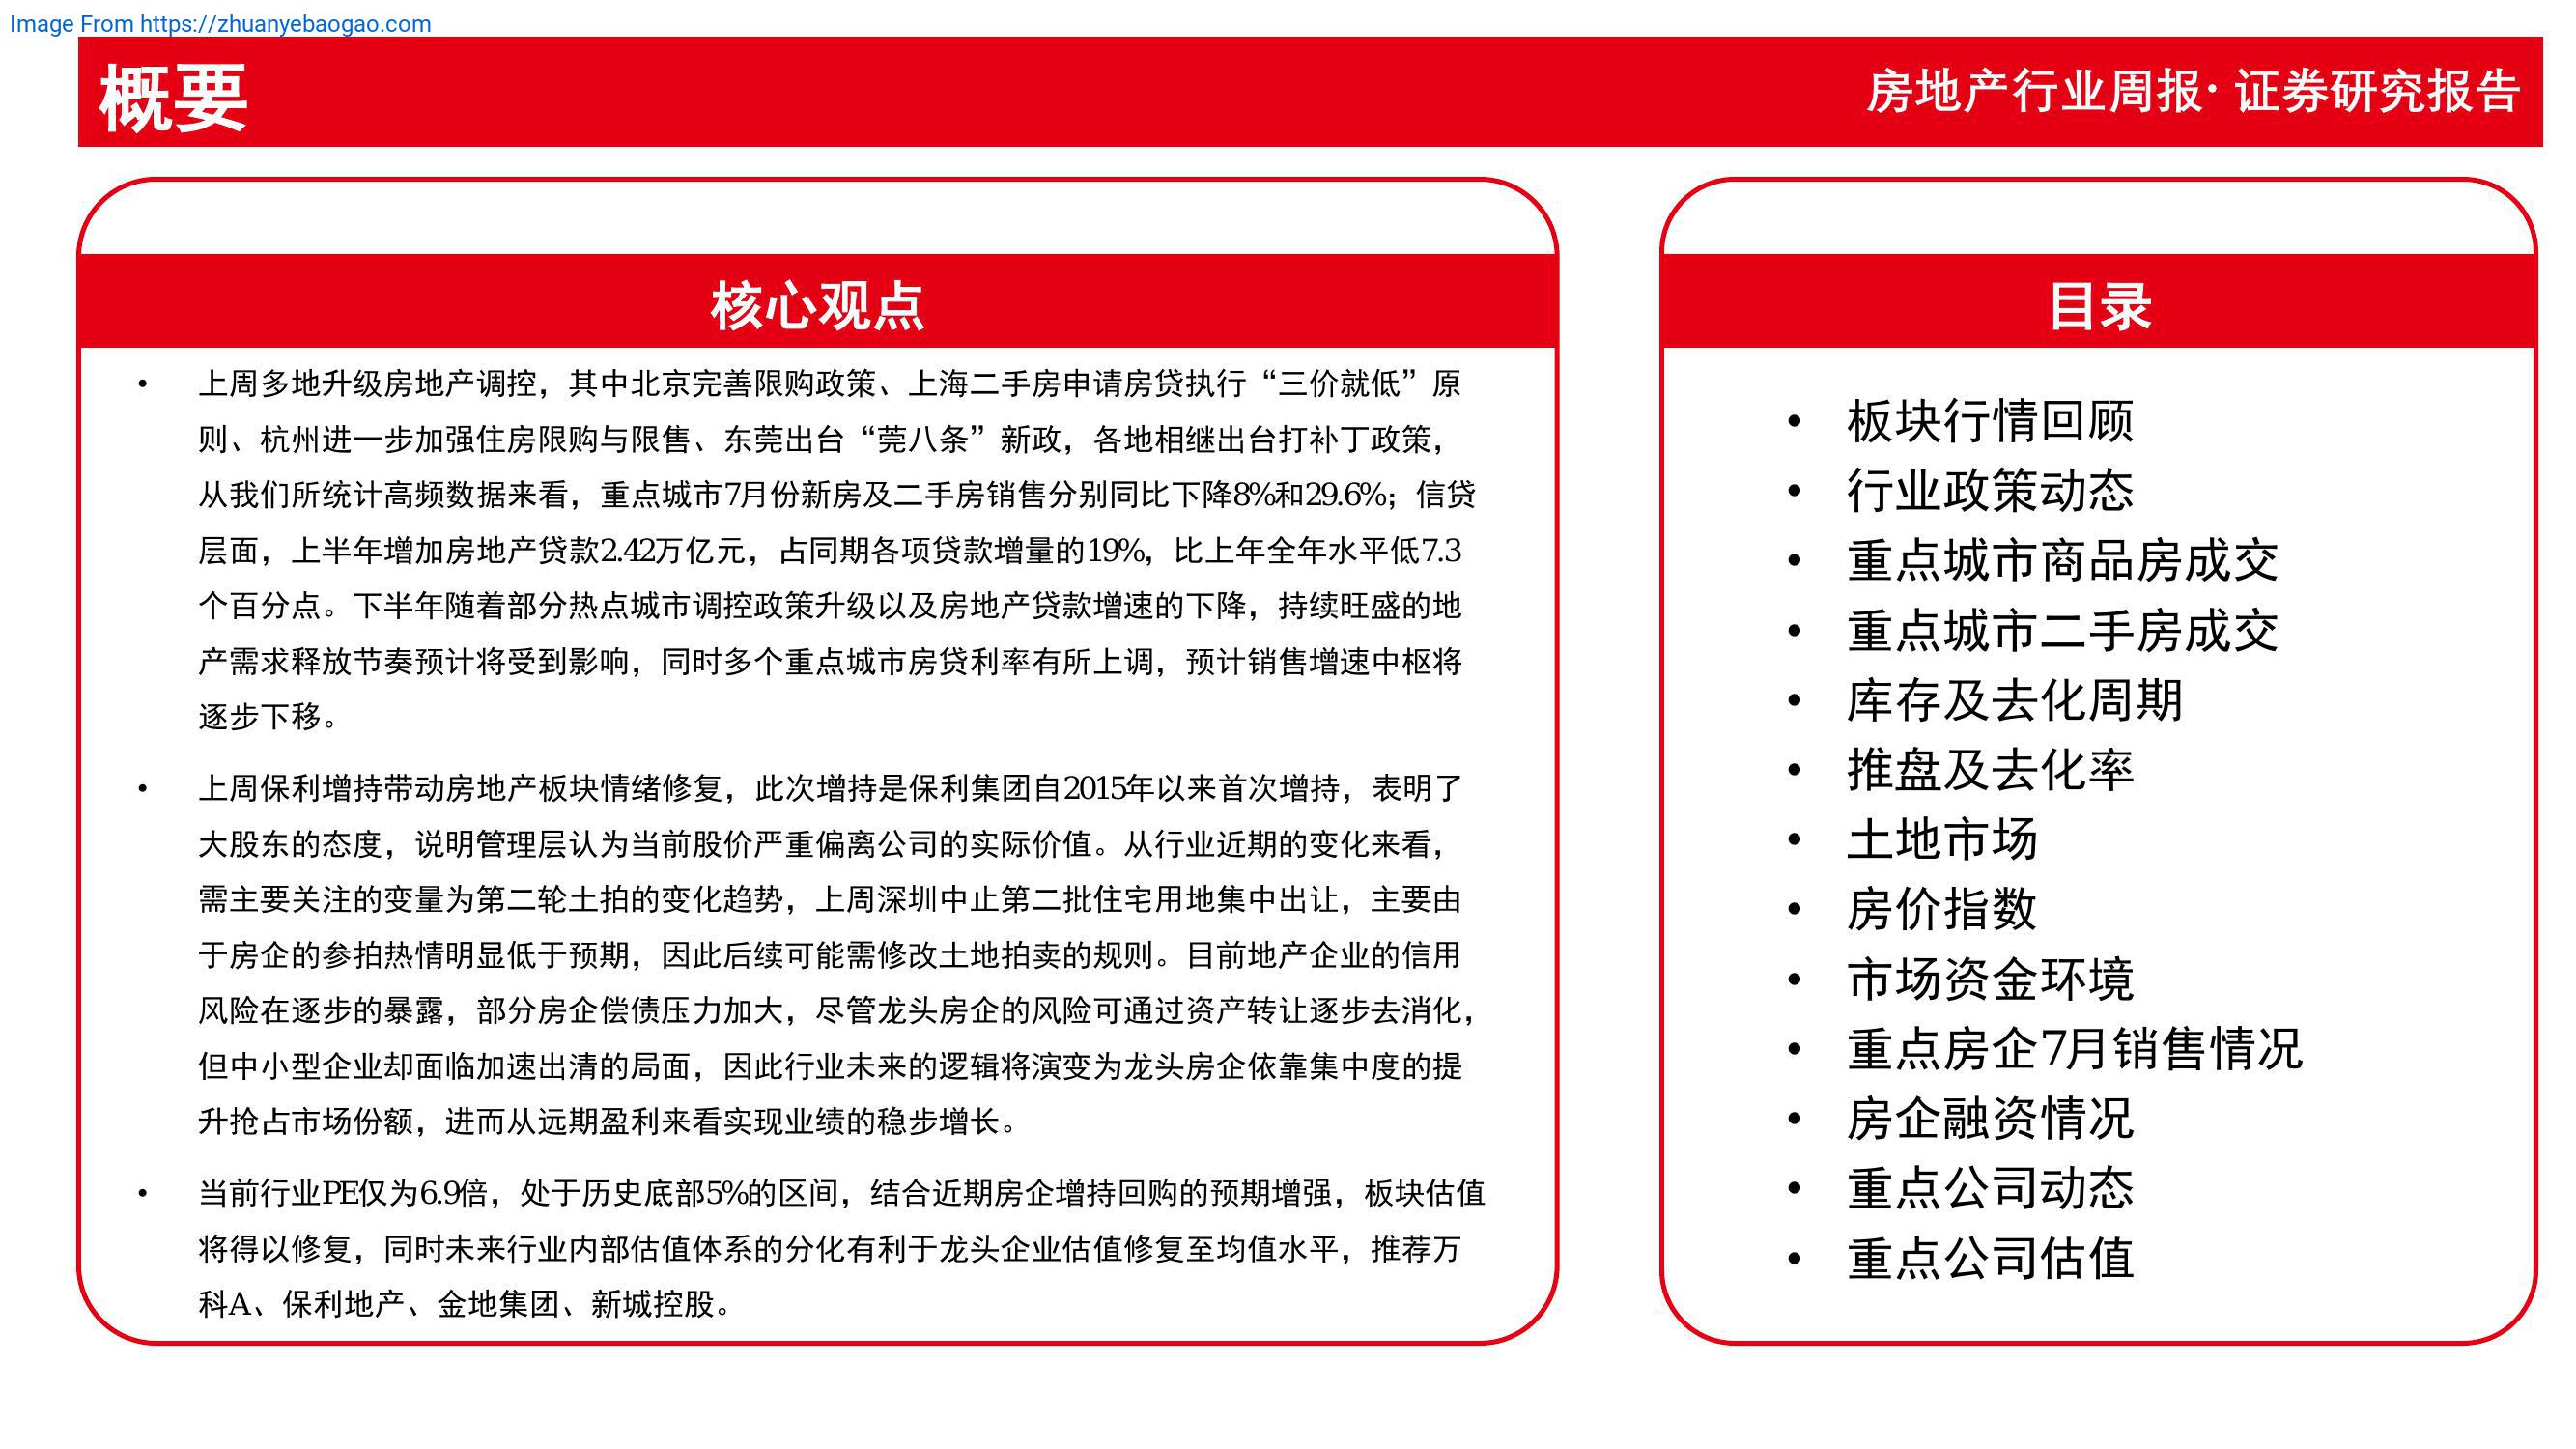 Image From https://zhuanyebaogao.com
概要
房地产行业周报· 证券研究报告
核心观点
• 上周多地升级房地产调控，其中北京完善限购政策、上海二手房申请房贷执行“三价就低”原
则、杭州进一步加强住房限购与限售、东莞出台“莞八条”新政，各地相继出台打补丁政策，
从我们所统计高频数据来看，重点城市7月份新房及二手房销售分别同比下降8%和29.6%；信贷
层面，上半年增加房地产贷款2.42万亿元，占同期各项贷款增量的19%，比上年全年水平低7.3
个百分点。下半年随着部分热点城市调控政策升级以及房地产贷款增速的下降，持续旺盛的地
产需求释放节奏预计将受到影响，同时多个重点城市房贷利率有所上调，预计销售增速中枢将
逐步下移。
• 上周保利增持带动房地产板块情绪修复，此次增持是保利集团自2015年以来首次增持，表明了
大股东的态度，说明管理层认为当前股价严重偏离公司的实际价值。从行业近期的变化来看，
需主要关注的变量为第二轮土拍的变化趋势，上周深圳中止第二批住宅用地集中出让，主要由
于房企的参拍热情明显低于预期，因此后续可能需修改土地拍卖的规则。目前地产企业的信用
风险在逐步的暴露，部分房企偿债压力加大，尽管龙头房企的风险可通过资产转让逐步去消化，
但中小型企业却面临加速出清的局面，因此行业未来的逻辑将演变为龙头房企依靠集中度的提
升抢占市场份额，进而从远期盈利来看实现业绩的稳步增长。
• 当前行业PE仅为6.9倍，处于历史底部5%的区间，结合近期房企增持回购的预期增强，板块估值
将得以修复，同时未来行业内部估值体系的分化有利于龙头企业估值修复至均值水平，推荐万
科A、保利地产、金地集团、新城控股。
目录
• 板块行情回顾
• 行业政策动态
• 重点城市商品房成交
• 重点城市二手房成交
• 库存及去化周期
• 推盘及去化率
• 土地市场
• 房价指数
• 市场资金环境
• 重点房企7月销售情况
• 房企融资情况
• 重点公司动态
• 重点公司估值